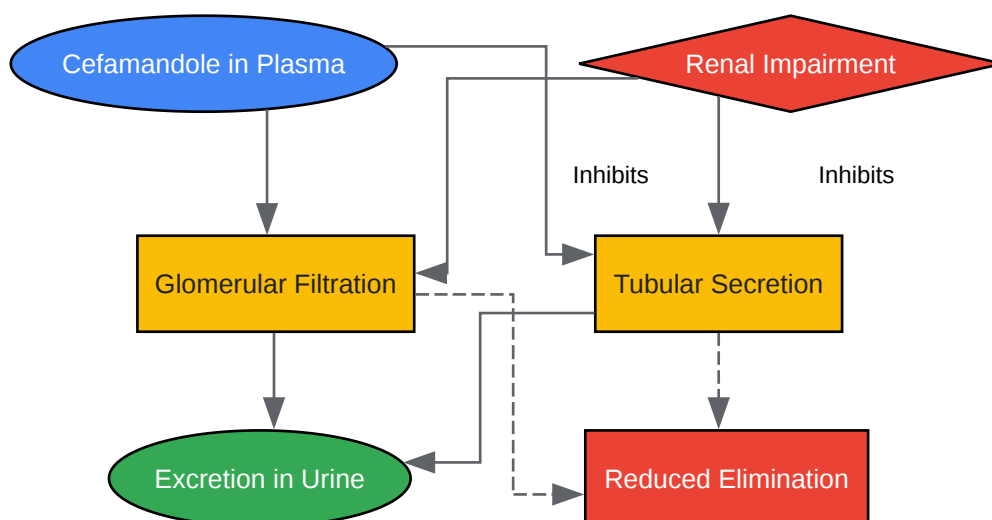 Cefamandole in Plasma
Renal Impairment
Inhibits
Inhibits
Glomerular Filtration
Tubular Secretion
Excretion in Urine
Reduced Elimination